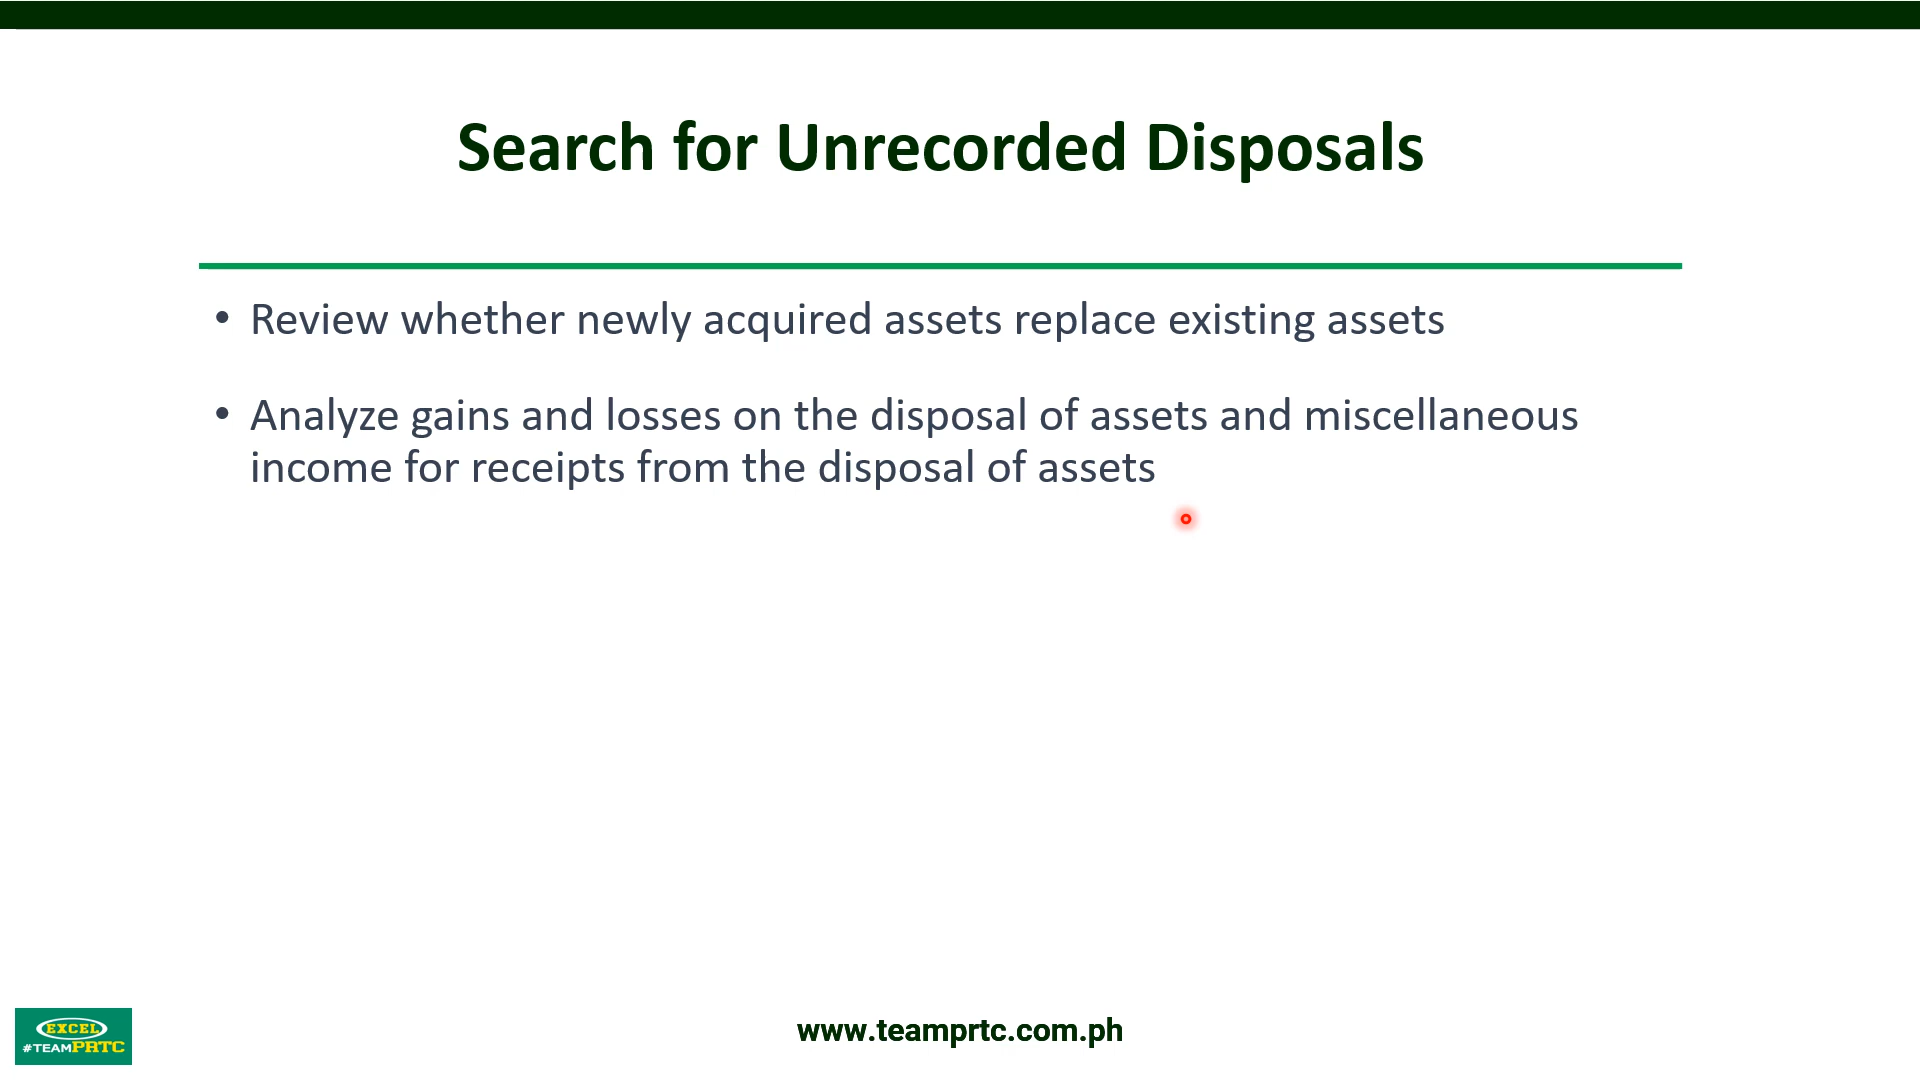 Search for Unrecorded Disposals
• Review whether newly acquired assets replace existing assets
• Analyze gains and losses on the disposal of assets and miscellaneous
income for receipts from the disposal of assets
EXCEL
#TEAMPRTC
www.teamprtc.com.ph